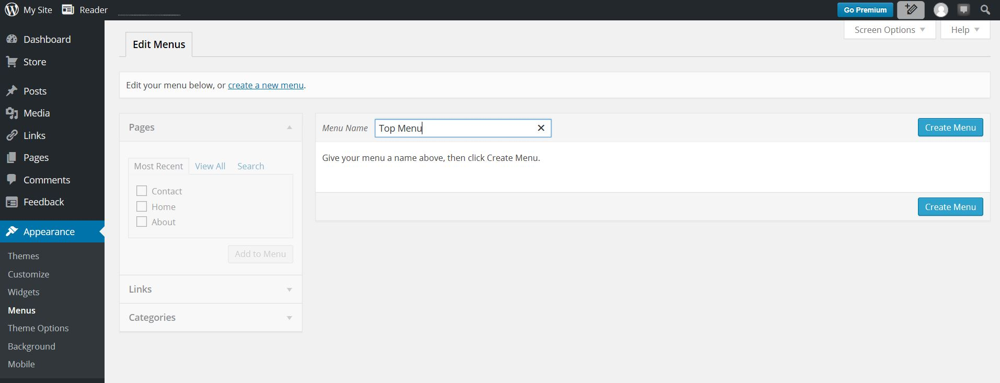 My Site Reader Go Premium
Screen Options Help
Dashboard
Store
Posts
Media
Links
Pages
Comments
Feedback
Appearance
Themes
Customize
Widgets
Menus
Theme Options
Background
Mobile
Edit Menus
Edit your menu below, or create a new menu.
Pages
Most Recent View All Search
Contact
Home
About
Add to Menu
Links
Categories
Menu Name Top Menu Create Menu
Give your menu a name above, then click Create Menu.
Create Menu